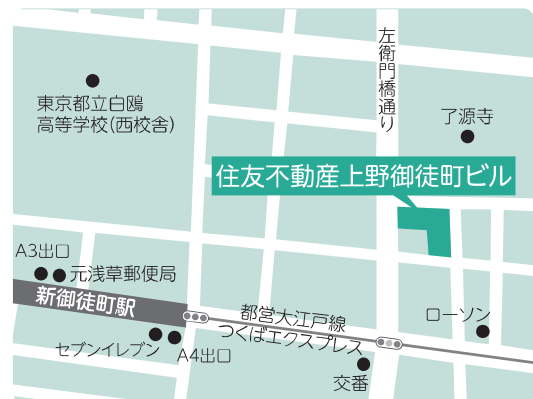 左衛門橋通り
東京都立白鴎
高等学校(西校舎)
了源寺
住友不動産上野御徒町ビル
A3出口
元浅草郵便局
新御徒町駅
都営大江戸線
つくばエクスプレス
ローソン
セブンイレブン
A4出口
交番